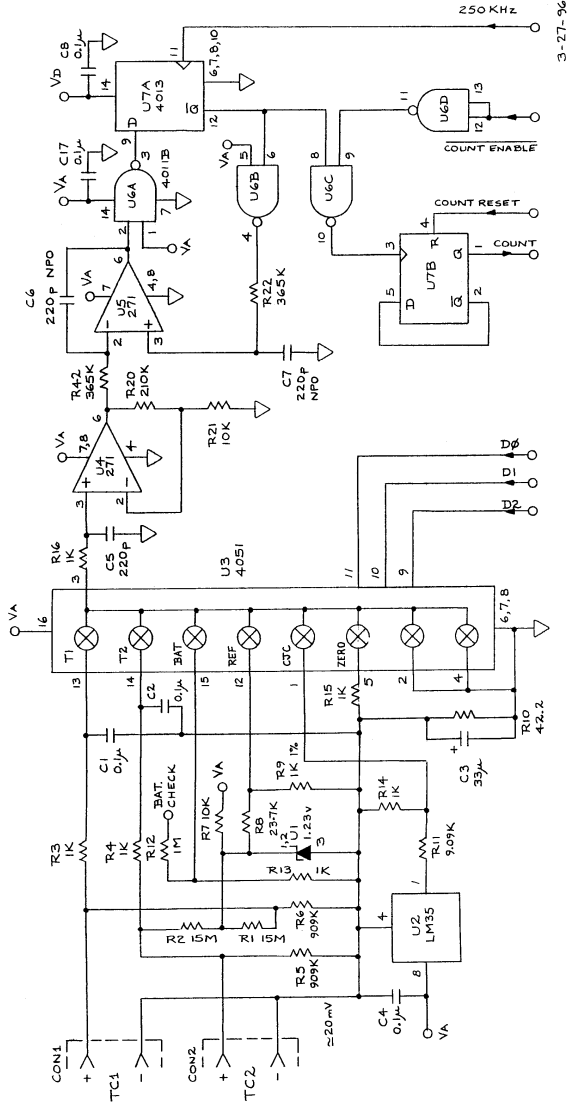 250 KHz
3-27-96
C8
0.1µ
VD
14
11
U7A
4013
6,7,8,10
D
Q
9
12
C17
0.1µ
VA
14
3
U6A
4011B
7
2
1
VA
VA
5
6
U6B
4
8
9
U6C
10
11
U6D
12
13
COUNT ENABLE
C6
220p NPO
VA
6
7
U5
271
4,8
2
3
R22
365K
C7
220p
NPO
3
4
R
COUNT RESET
U7B
Q
1
COUNT
5
D
Q
2
R42
365K
R20
210K
R21
10K
6
VA
7,8
U4
271
4
3
2
R16
1K
C5
220p
U3
4051
3
11
10
9
DØ
D1
D2
VA
16
T1
T2
BAT
REF
CJC
ZERO
6,7,8
13
14
15
12
1
5
2
4
C1
0.1µ
C2
0.1µ
R15
1K
R10
42.2
C3
33µ
+
R3
1K
R4
1K
R12
1M
BAT.
CHECK
R7 10K
VA
R8
23.7K
R9
1K 1%
U1
1.23V
1,2
3
R13
1K
R14
1K
R11
9.09K
R2 15M
R1 15M
R6
909K
R5
909K
1
4
U2
LM35
8
≃20mV
C4
0.1µ
VA
CON1
+
TC1
-
CON2
+
TC2
-